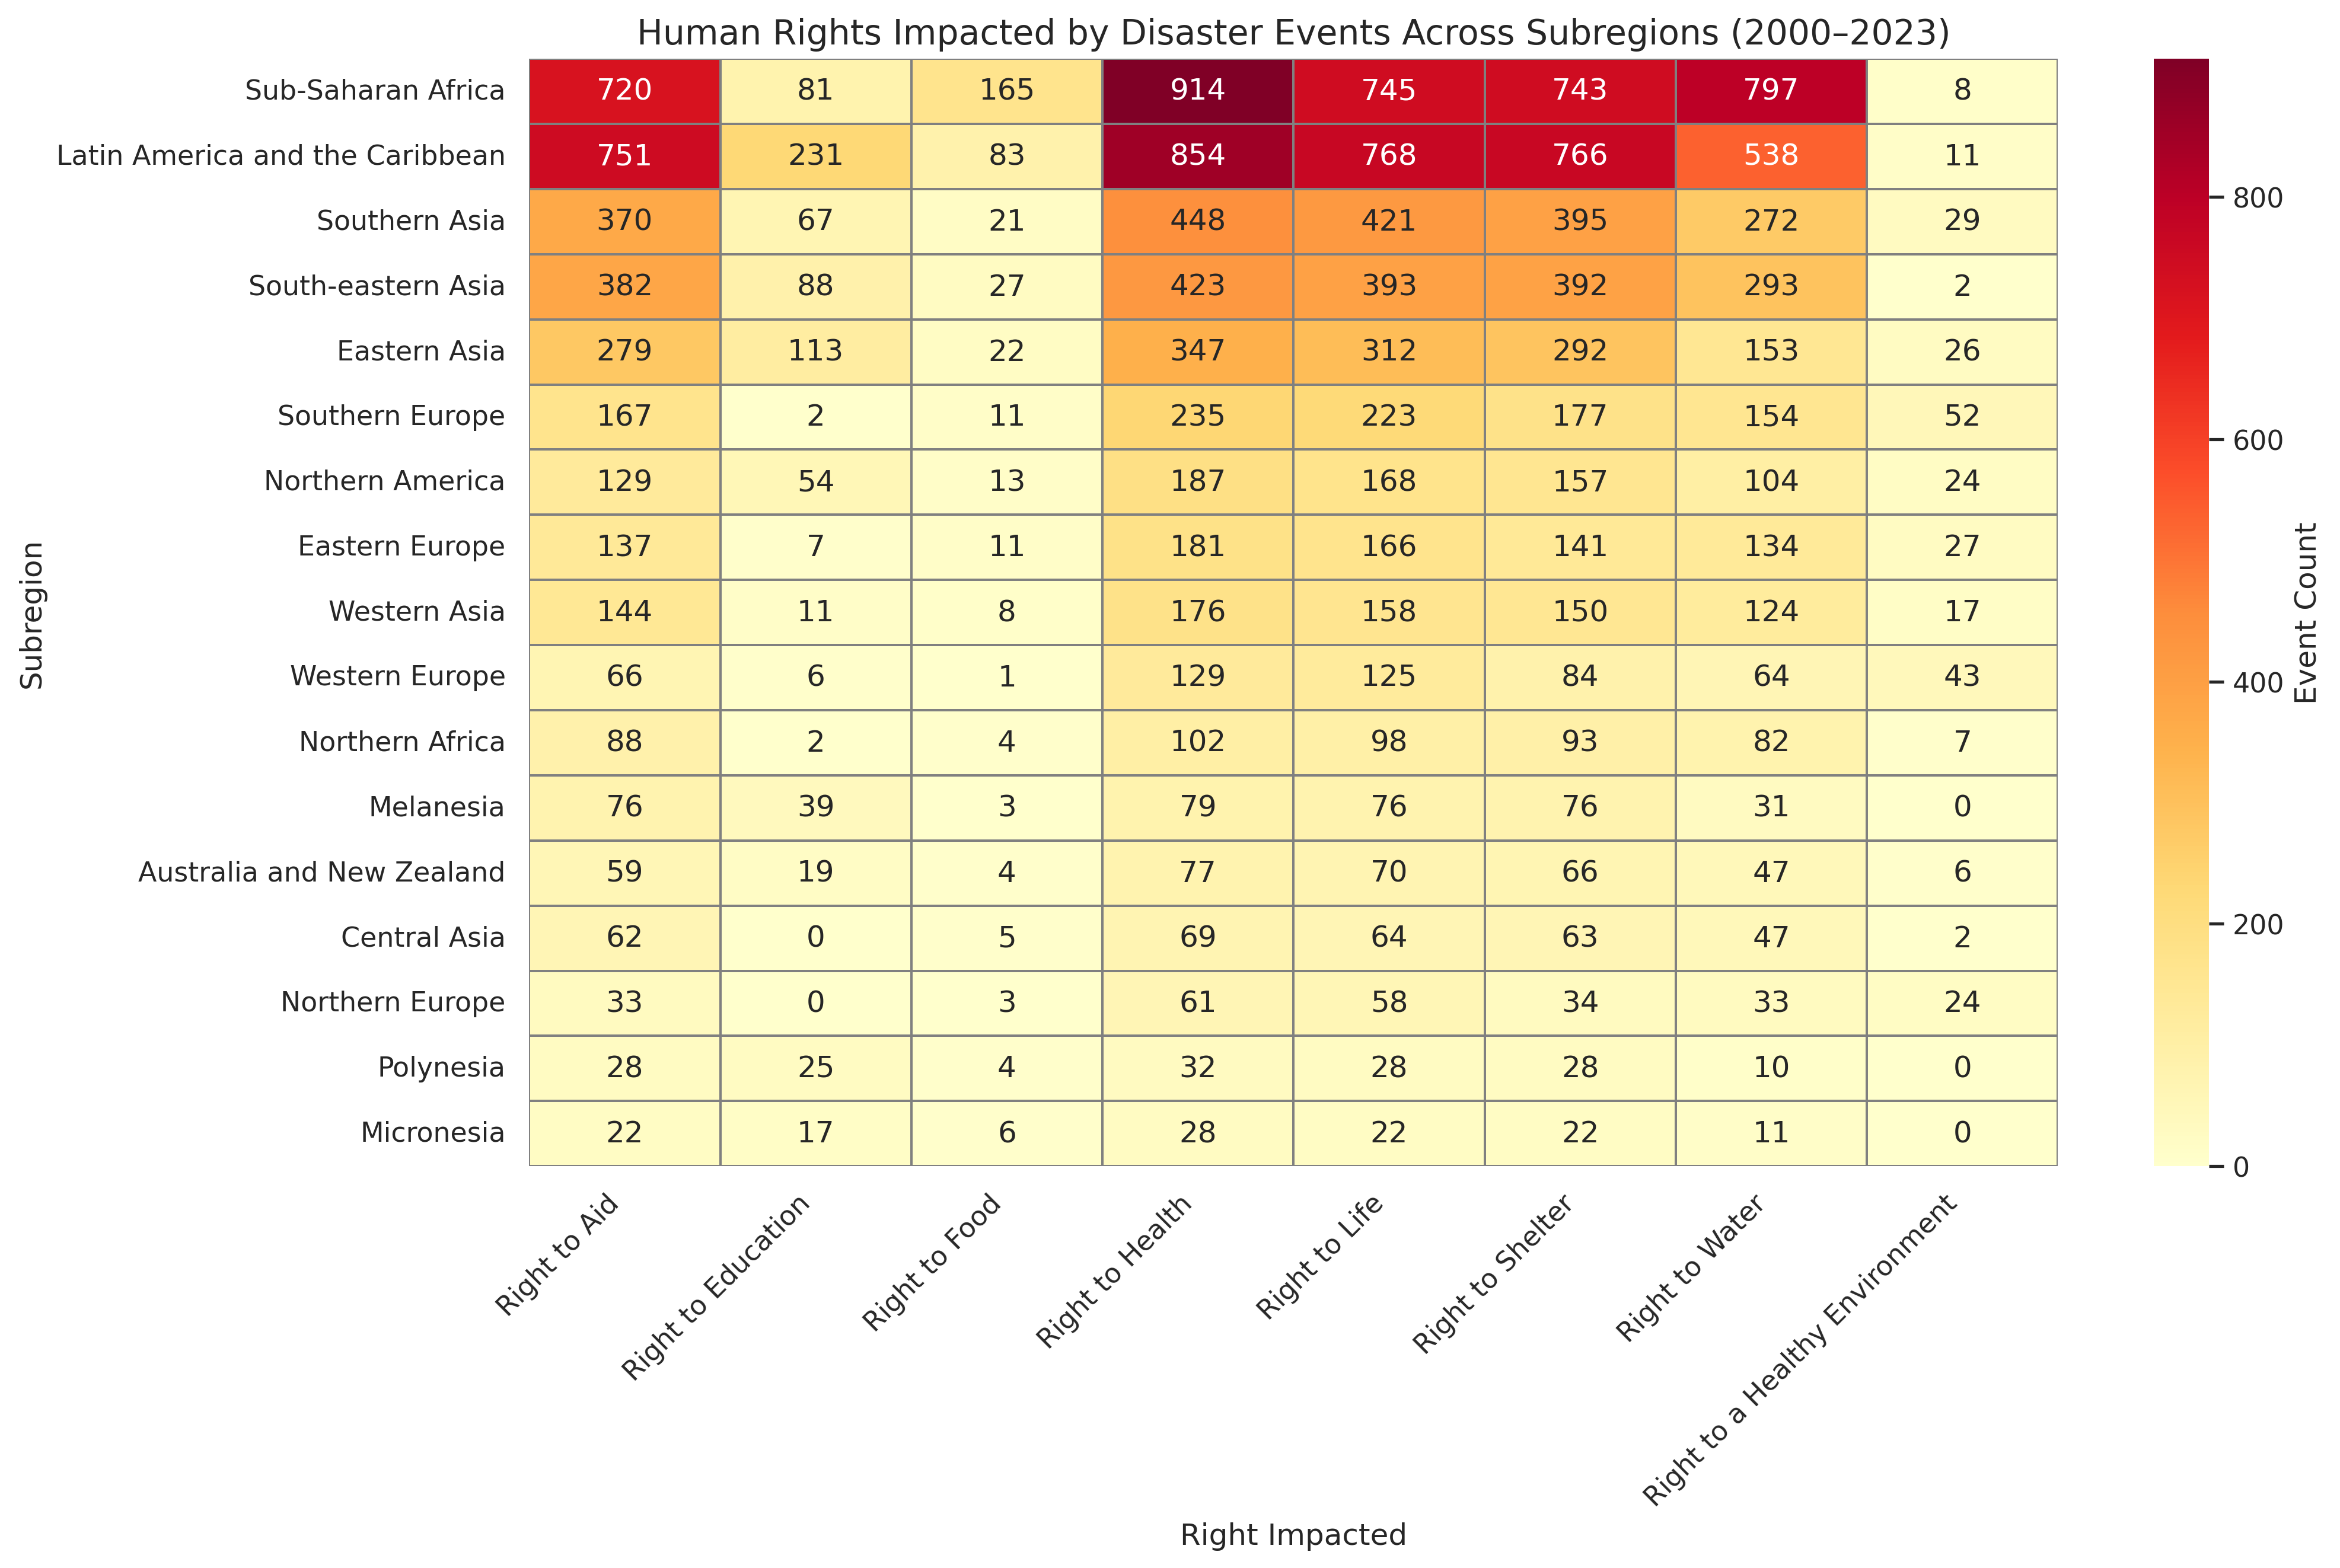 Human Rights Impacted by Disaster Events Across Subregions (2000–2023)
Sub-Saharan Africa 720 81 165 914 745 743 797 8
Latin America and the Caribbean 751 231 83 854 768 766 538 11
Southern Asia 370 67 21 448 421 395 272 29
South-eastern Asia 382 88 27 423 393 392 293 2
Eastern Asia 279 113 22 347 312 292 153 26
Southern Europe 167 2 11 235 223 177 154 52
Northern America 129 54 13 187 168 157 104 24
Eastern Europe 137 7 11 181 166 141 134 27
Western Asia 144 11 8 176 158 150 124 17
Western Europe 66 6 1 129 125 84 64 43
Northern Africa 88 2 4 102 98 93 82 7
Melanesia 76 39 3 79 76 76 31 0
Australia and New Zealand 59 19 4 77 70 66 47 6
Central Asia 62 0 5 69 64 63 47 2
Northern Europe 33 0 3 61 58 34 33 24
Polynesia 28 25 4 32 28 28 10 0
Micronesia 22 17 6 28 22 22 11 0
Subregion
Right to Aid
Right to Education
Right to Food
Right to Health
Right to Life
Right to Shelter
Right to Water
Right to a Healthy Environment
Right Impacted
800
600
400
200
0
Event Count